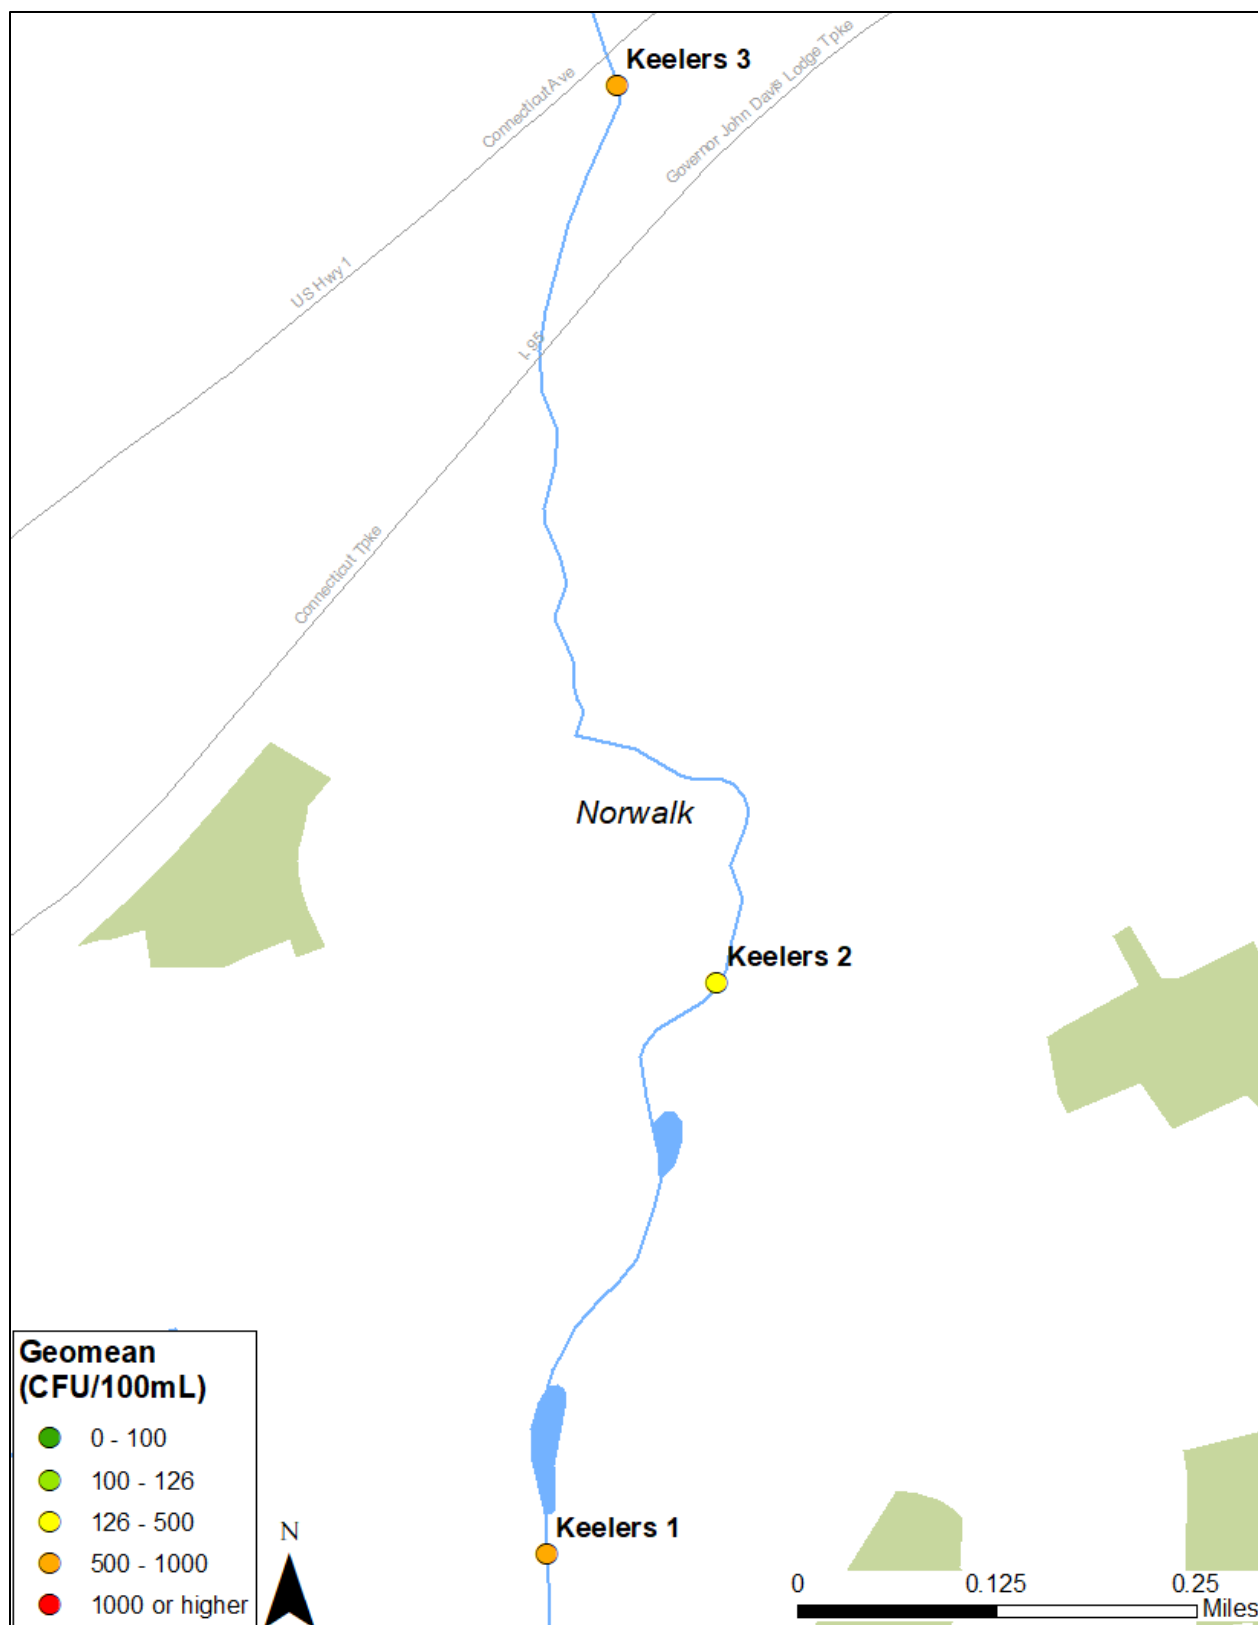 Keelers 3
Connecticut Ave
Governor John Davis Lodge Tpke
US Hwy 1
I-95
Connecticut Tpke
Norwalk
Keelers 2
Geomean
(CFU/100mL)
0 - 100
100 - 126
126 - 500
500 - 1000
1000 or higher
N
Keelers 1
0 0.125 0.25
Miles